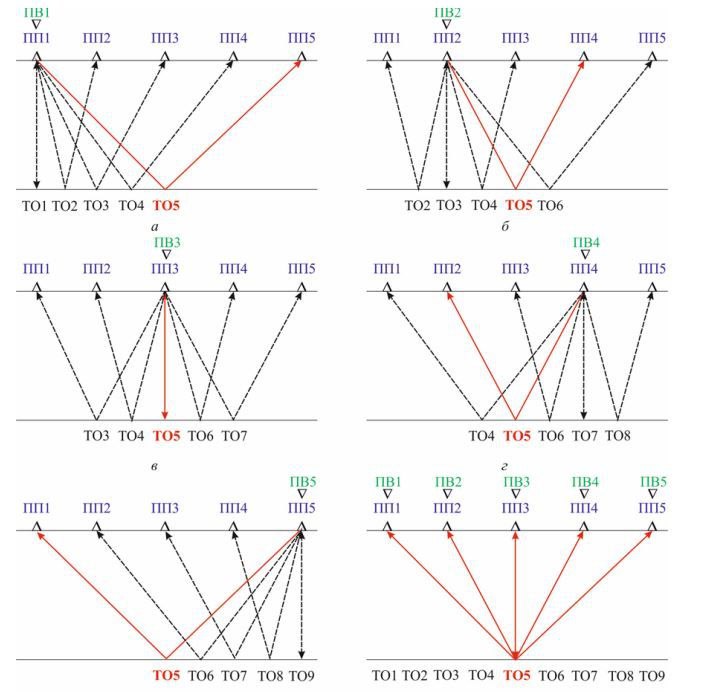 ПВ1
ПП1 ПП2 ПП3 ПП4 ПП5
ТО1 ТО2 ТО3 ТО4 ТО5
а
ПВ2
ПП1 ПП2 ПП3 ПП4 ПП5
ТО2 ТО3 ТО4 ТО5 ТО6
б
ПВ3
ПП1 ПП2 ПП3 ПП4 ПП5
ТО3 ТО4 ТО5 ТО6 ТО7
в
ПВ4
ПП1 ПП2 ПП3 ПП4 ПП5
ТО4 ТО5 ТО6 ТО7 ТО8
г
ПВ5
ПП1 ПП2 ПП3 ПП4 ПП5
ТО5 ТО6 ТО7 ТО8 ТО9
ПВ1 ПВ2 ПВ3 ПВ4 ПВ5
ПП1 ПП2 ПП3 ПП4 ПП5
ТО1 ТО2 ТО3 ТО4 ТО5 ТО6 ТО7 ТО8 ТО9